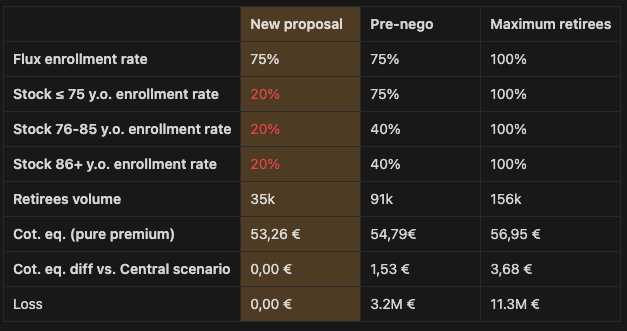 New proposal Pre-nego Maximum retirees
Flux enrollment rate 75% 75% 100%
Stock ≤ 75 y.o. enrollment rate 20% 75% 100%
Stock 76-85 y.o. enrollment rate 20% 40% 100%
Stock 86+ y.o. enrollment rate 20% 40% 100%
Retirees volume 35k 91k 156k
Cot. eq. (pure premium) 53,26 € 54,79€ 56,95 €
Cot. eq. diff vs. Central scenario 0,00 € 1,53 € 3,68 €
Loss 0,00 € 3.2M € 11.3M €